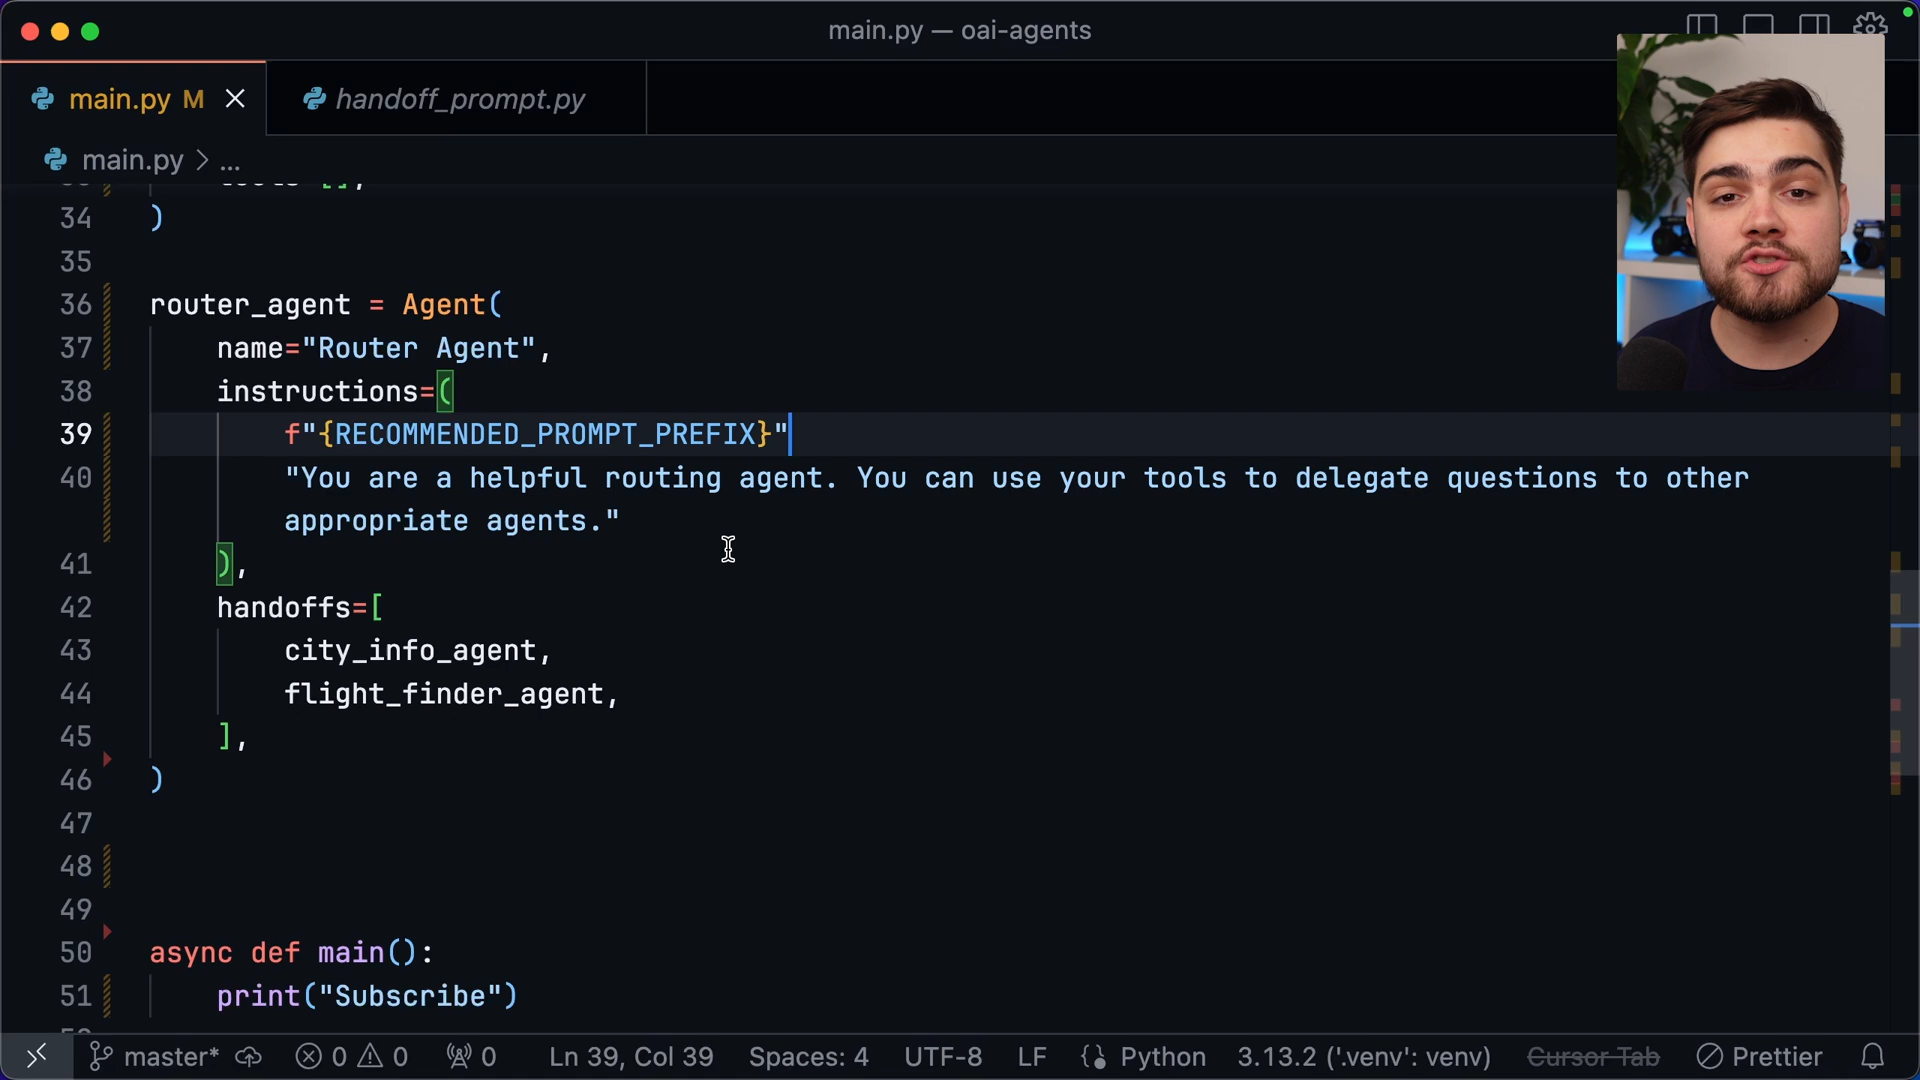 main.py — oai-agents
main.py M
handoff_prompt.py
main.py > ...
34 )
35
36 router_agent = Agent(
37 name="Router Agent",
38 instructions=(
39 f"{RECOMMENDED_PROMPT_PREFIX}"
40 "You are a helpful routing agent. You can use your tools to delegate questions to other
appropriate agents."
41 ),
42 handoffs=[
43 city_info_agent,
44 flight_finder_agent,
45 ],
46 )
47
48
49
50 async def main():
51 print("Subscribe")
master* 0 0 0 Ln 39, Col 39 Spaces: 4 UTF-8 LF Python 3.13.2 ('.venv': venv) Cursor Tab Prettier